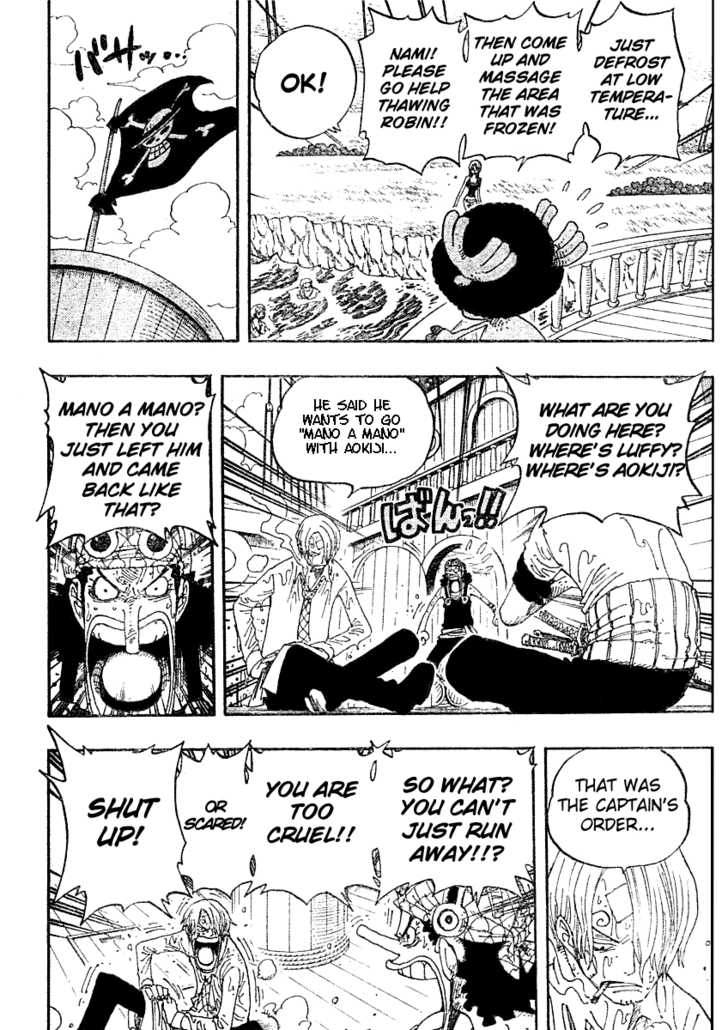 JUST
DEFROST
AT LOW
TEMPERA-
TURE...
THEN COME
UP AND
MASSAGE
THE AREA
THAT WAS
FROZEN!
NAMI!
PLEASE
GO HELP
THAWING
ROBIN!!
OK!
バサッ...
WHAT ARE YOU
DOING HERE?
WHERE'S LUFFY?
WHERE'S AOKIJI?
HE SAID HE
WANTS TO GO
"MANO A MANO"
WITH AOKIJI...
ばんっ!!
MANO A MANO?
THEN YOU
JUST LEFT HIM
AND CAME
BACK LIKE
THAT?
THAT WAS
THE CAPTAIN'S
ORDER...
SO WHAT?
YOU CAN'T
JUST RUN
AWAY!!?
YOU ARE
TOO
CRUEL!!
OR
SCARED!
SHUT
UP!